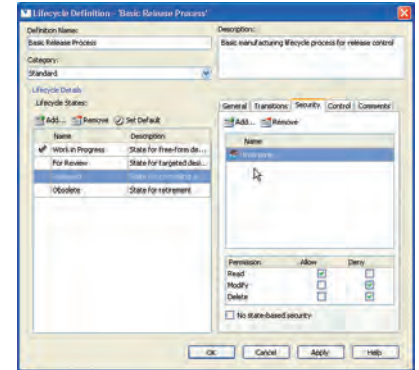 Lifecycle Definition - 'Basic Release Process'
Definition Name:
Basic Release Process
Description:
Basic manufacturing lifecycle process for release control
Category:
Standard
Lifecycle Details
Lifecycle States:
Add... Remove Set Default
Name Description
Work in Progress State for free-form de...
For Review State for targeted desi...
Obsolete State for retirement
General Transitions Security Control Comments
Add... Remove
Name
Permission Allow Deny
Read
Modify
Delete
No state-based security
OK Cancel Apply Help